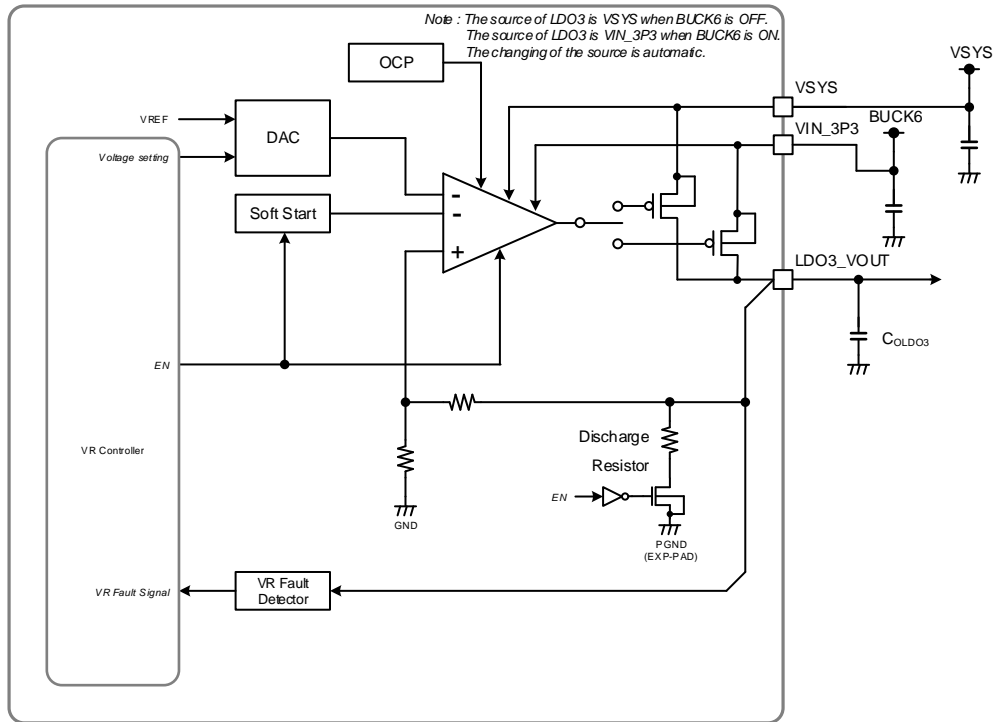 Note : The source of LDO3 is VSYS when BUCK6 is OFF.
The source of LDO3 is VIN_3P3 when BUCK6 is ON.
The changing of the source is automatic.
OCP
VSYS
VSYS
VREF
DAC
VIN_3P3
BUCK6
Voltage setting
-
-
+
Soft Start
LDO3_VOUT
COLDO3
EN
VR Controller
Discharge
Resistor
EN
GND
PGND
(EXP-PAD)
VR Fault Signal
VR Fault
Detector